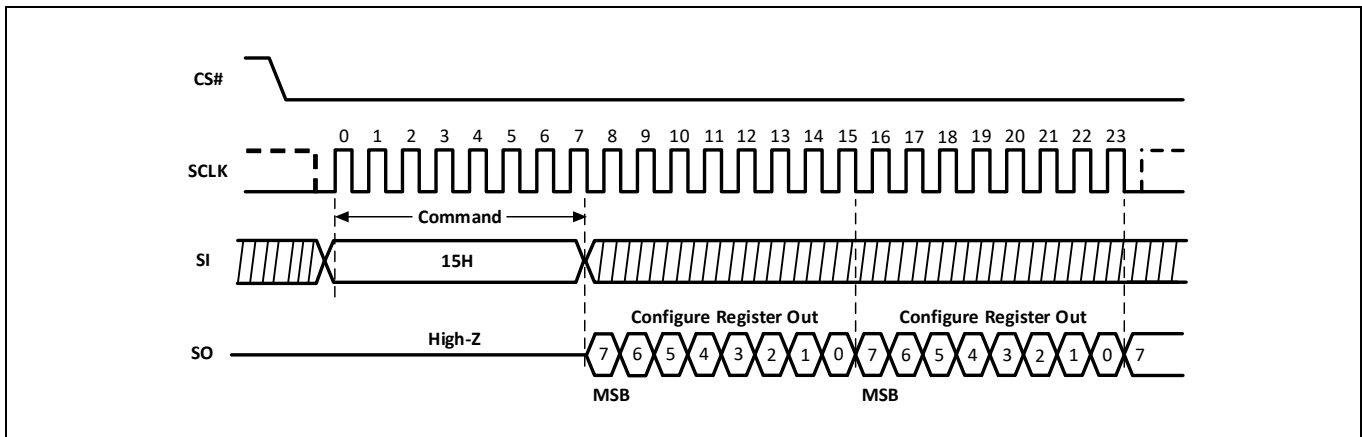 CS#
0 1 2 3 4 5 6 7 8 9 10 11 12 13 14 15 16 17 18 19 20 21 22 23
SCLK
Command
SI
15H
Configure Register Out Configure Register Out
High-Z
SO
7 6 5 4 3 2 1 0 7 6 5 4 3 2 1 0 7
MSB MSB